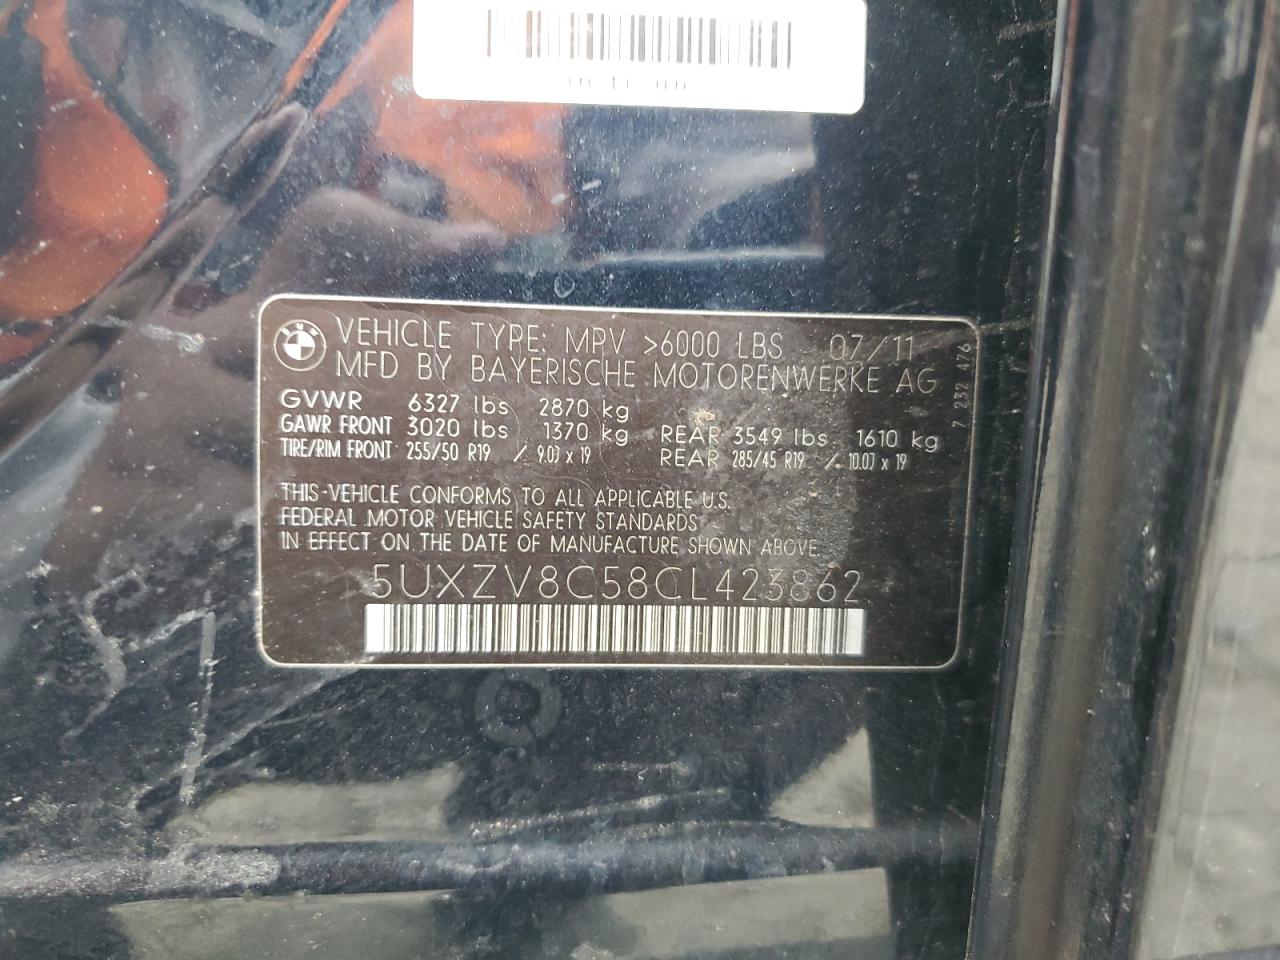 VEHICLE TYPE: MPV >6000 LBS 07/11
MFD BY BAYERISCHE MOTORENWERKE AG
GVWR 6327 lbs 2870 kg
GAWR FRONT 3020 lbs 1370 kg REAR 3549 lbs 1610 kg
TIRE/RIM FRONT 255/50 R19 / 9.0J x 19 REAR 285/45 R19 / 10.0J x 19
THIS VEHICLE CONFORMS TO ALL APPLICABLE U.S.
FEDERAL MOTOR VEHICLE SAFETY STANDARDS
IN EFFECT ON THE DATE OF MANUFACTURE SHOWN ABOVE
5UXZV8C58CL423862
7 232 476